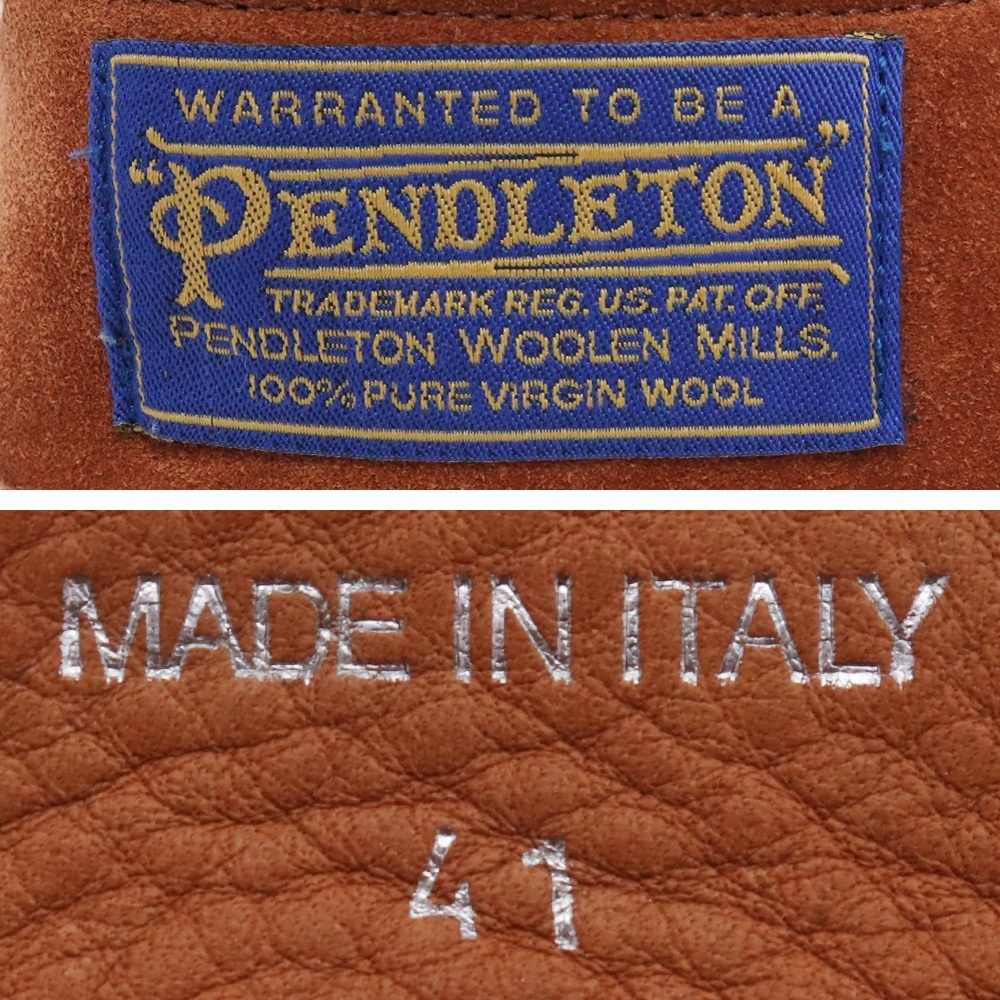 WARRANTED TO BE A
"PENDLETON"
TRADEMARK REG. U.S. PAT. OFF.
PENDLETON WOOLEN MILLS.
100% PURE VIRGIN WOOL
MADE IN ITALY
41